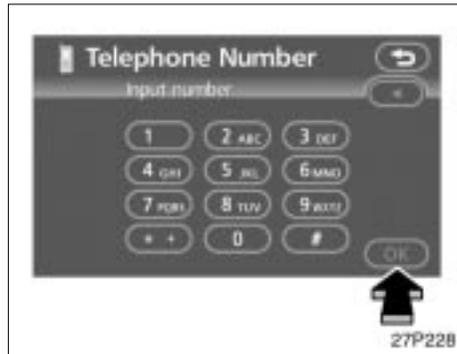 Telephone Number
Input number
1 2 ABC 3 DEF
4 GHI 5 JKL 6 MNO
7 PQRS 8 TUV 9 WXYZ
* + 0 #
OK
27P228